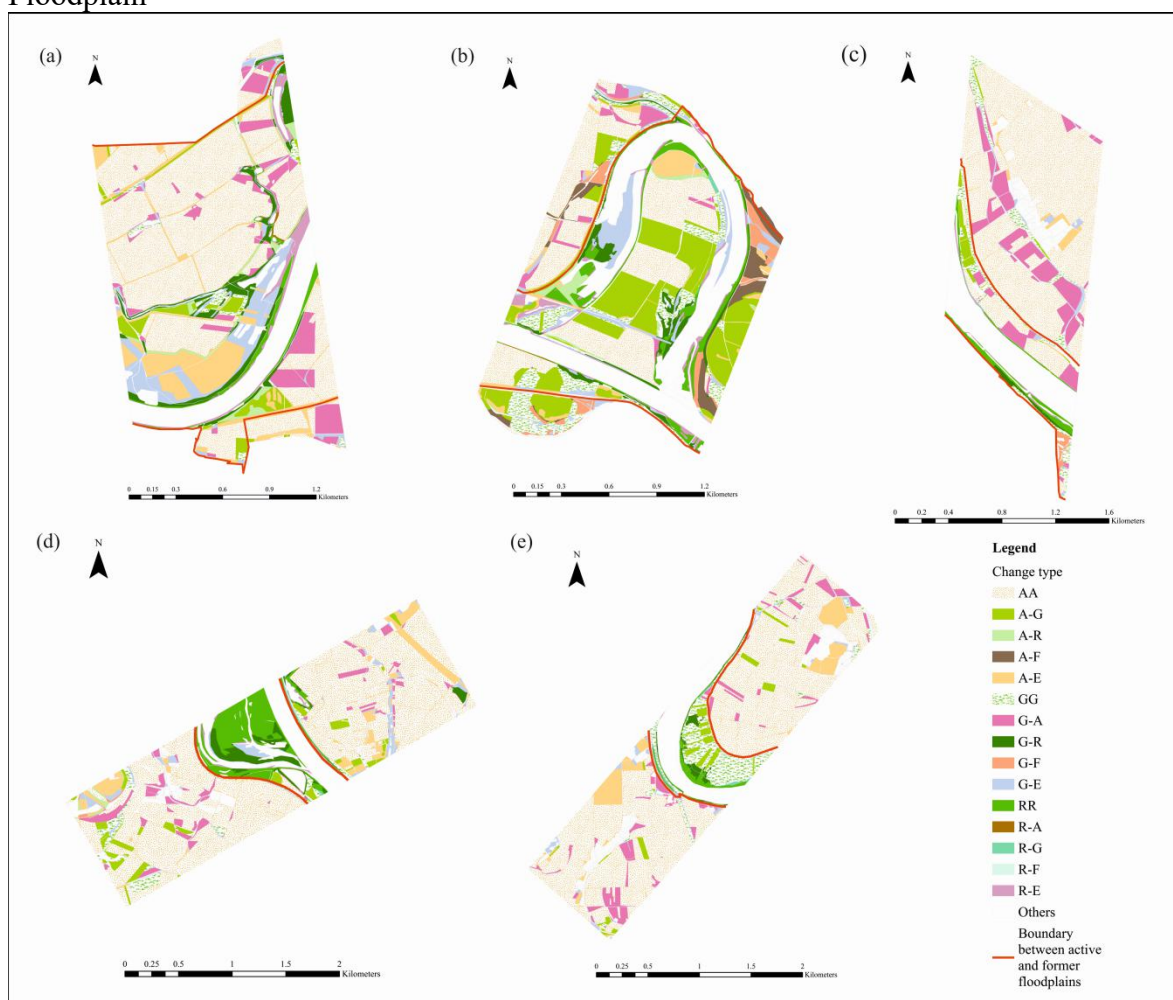 Floodplain
(a)
N
0 0.15 0.3 0.6 0.9 1.2
Kilometers
(b)
N
0 0.15 0.3 0.6 0.9 1.2
Kilometers
(c)
N
0 0.2 0.4 0.8 1.2 1.6
Kilometers
(d)
N
0 0.25 0.5 1 1.5 2
Kilometers
(e)
N
0 0.25 0.5 1 1.5 2
Kilometers
Legend
Change type
AA
A-G
A-R
A-F
A-E
GG
G-A
G-R
G-F
G-E
RR
R-A
R-G
R-F
R-E
Others
Boundary
between active
and former
floodplains